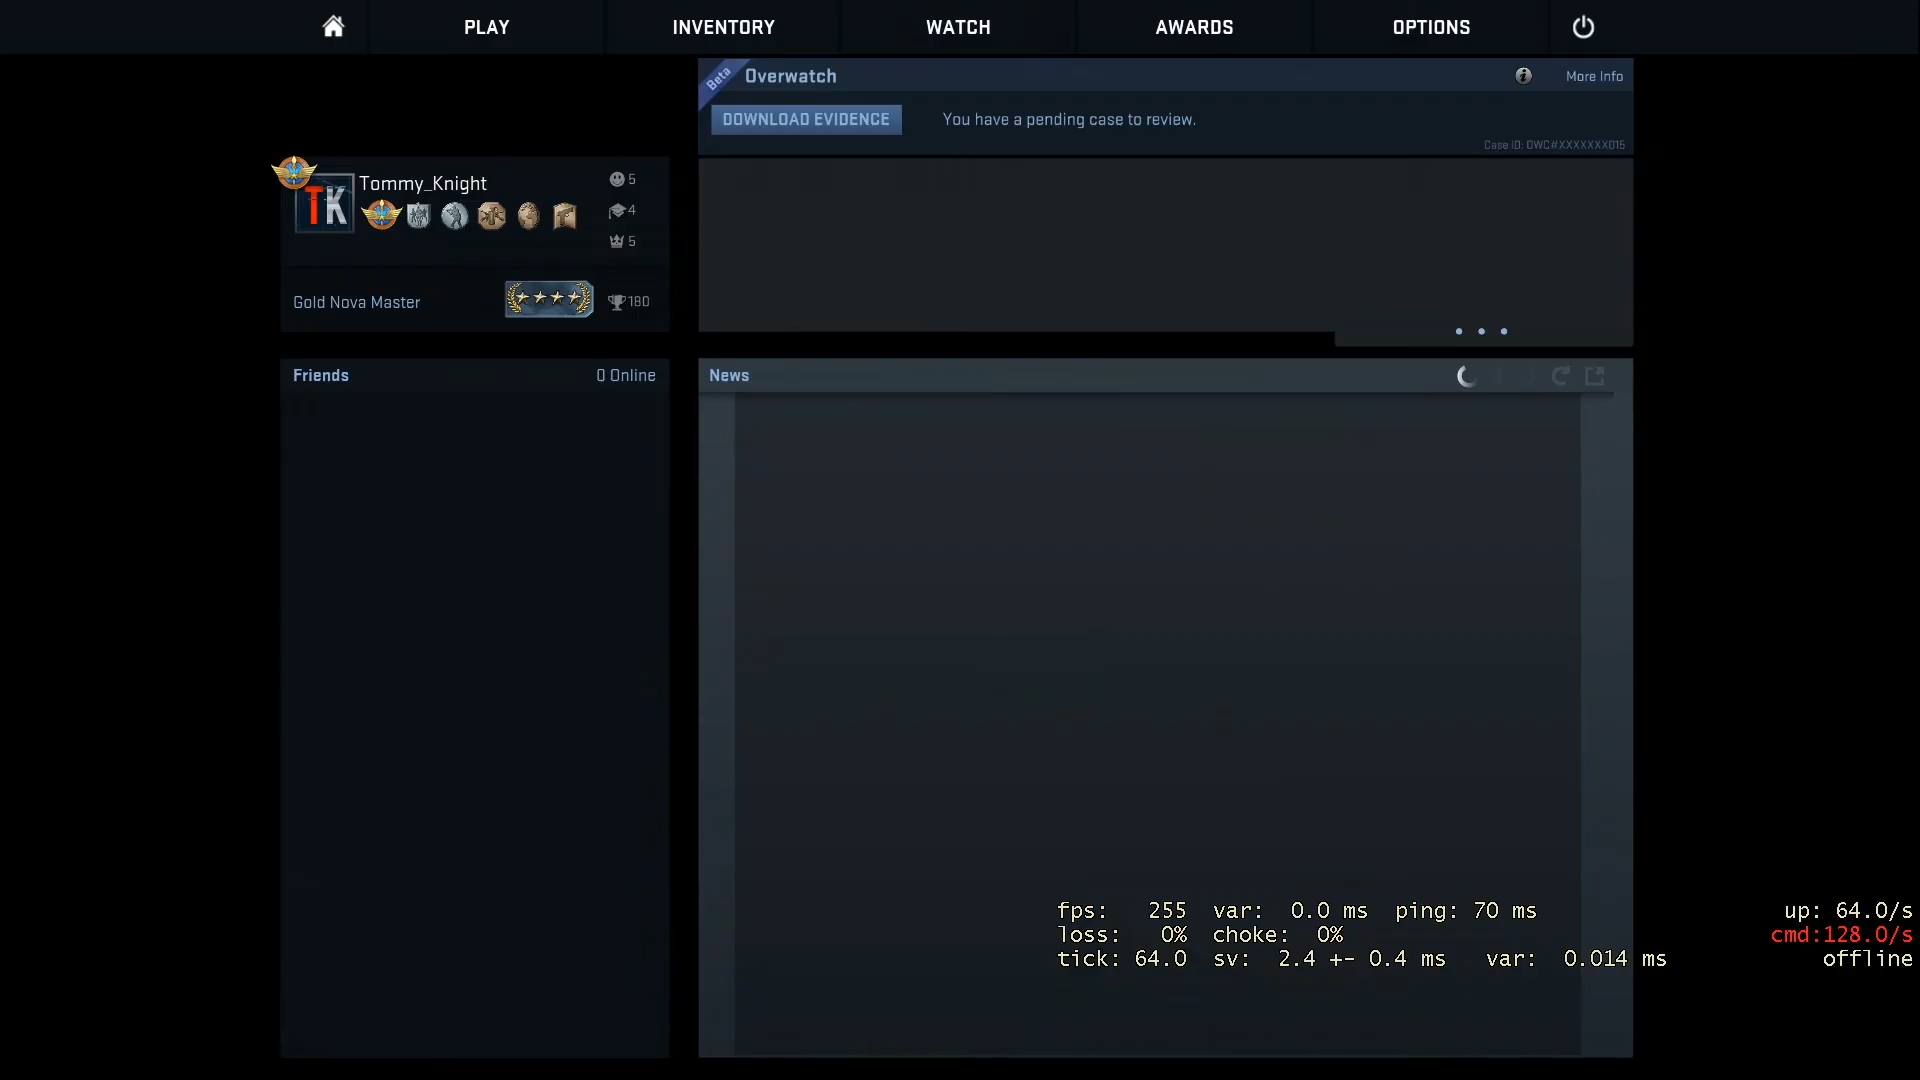 PLAY INVENTORY WATCH AWARDS OPTIONS
Beta Overwatch More Info
DOWNLOAD EVIDENCE You have a pending case to review.
Case ID: OWC#XXXXXXX015
TK Tommy_Knight 5
4
5
Gold Nova Master 180
Friends 0 Online
News
fps: 255 var: 0.0 ms ping: 70 ms up: 64.0/s
loss: 0% choke: 0% cmd:128.0/s
tick: 64.0 sv: 2.4 +- 0.4 ms var: 0.014 ms offline